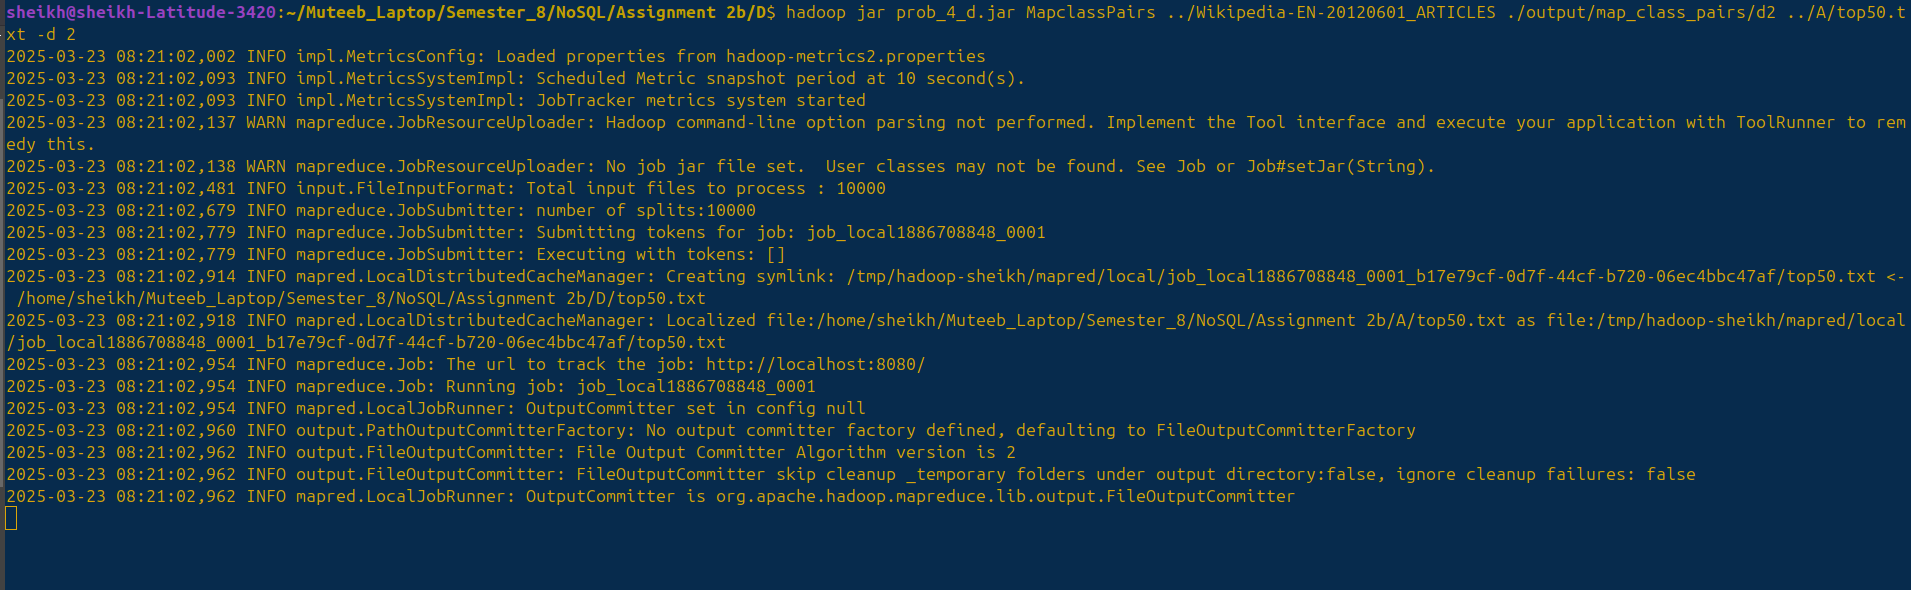 sheikh@sheikh-Latitude-3420:~/Muteeb_Laptop/Semester_8/NoSQL/Assignment 2b/D$ hadoop jar prob_4_d.jar MapclassPairs ../Wikipedia-EN-20120601_ARTICLES ./output/map_class_pairs/d2 ../A/top50.t
xt -d 2
2025-03-23 08:21:02,002 INFO impl.MetricsConfig: Loaded properties from hadoop-metrics2.properties
2025-03-23 08:21:02,093 INFO impl.MetricsSystemImpl: Scheduled Metric snapshot period at 10 second(s).
2025-03-23 08:21:02,093 INFO impl.MetricsSystemImpl: JobTracker metrics system started
2025-03-23 08:21:02,137 WARN mapreduce.JobResourceUploader: Hadoop command-line option parsing not performed. Implement the Tool interface and execute your application with ToolRunner to rem
edy this.
2025-03-23 08:21:02,138 WARN mapreduce.JobResourceUploader: No job jar file set.  User classes may not be found. See Job or Job#setJar(String).
2025-03-23 08:21:02,481 INFO input.FileInputFormat: Total input files to process : 10000
2025-03-23 08:21:02,679 INFO mapreduce.JobSubmitter: number of splits:10000
2025-03-23 08:21:02,779 INFO mapreduce.JobSubmitter: Submitting tokens for job: job_local1886708848_0001
2025-03-23 08:21:02,779 INFO mapreduce.JobSubmitter: Executing with tokens: []
2025-03-23 08:21:02,914 INFO mapred.LocalDistributedCacheManager: Creating symlink: /tmp/hadoop-sheikh/mapred/local/job_local1886708848_0001_b17e79cf-0d7f-44cf-b720-06ec4bbc47af/top50.txt <-
 /home/sheikh/Muteeb_Laptop/Semester_8/NoSQL/Assignment 2b/D/top50.txt
2025-03-23 08:21:02,918 INFO mapred.LocalDistributedCacheManager: Localized file:/home/sheikh/Muteeb_Laptop/Semester_8/NoSQL/Assignment 2b/A/top50.txt as file:/tmp/hadoop-sheikh/mapred/local
/job_local1886708848_0001_b17e79cf-0d7f-44cf-b720-06ec4bbc47af/top50.txt
2025-03-23 08:21:02,954 INFO mapreduce.Job: The url to track the job: http://localhost:8080/
2025-03-23 08:21:02,954 INFO mapreduce.Job: Running job: job_local1886708848_0001
2025-03-23 08:21:02,954 INFO mapred.LocalJobRunner: OutputCommitter set in config null
2025-03-23 08:21:02,960 INFO output.PathOutputCommitterFactory: No output committer factory defined, defaulting to FileOutputCommitterFactory
2025-03-23 08:21:02,962 INFO output.FileOutputCommitter: File Output Committer Algorithm version is 2
2025-03-23 08:21:02,962 INFO output.FileOutputCommitter: FileOutputCommitter skip cleanup _temporary folders under output directory:false, ignore cleanup failures: false
2025-03-23 08:21:02,962 INFO mapred.LocalJobRunner: OutputCommitter is org.apache.hadoop.mapreduce.lib.output.FileOutputCommitter